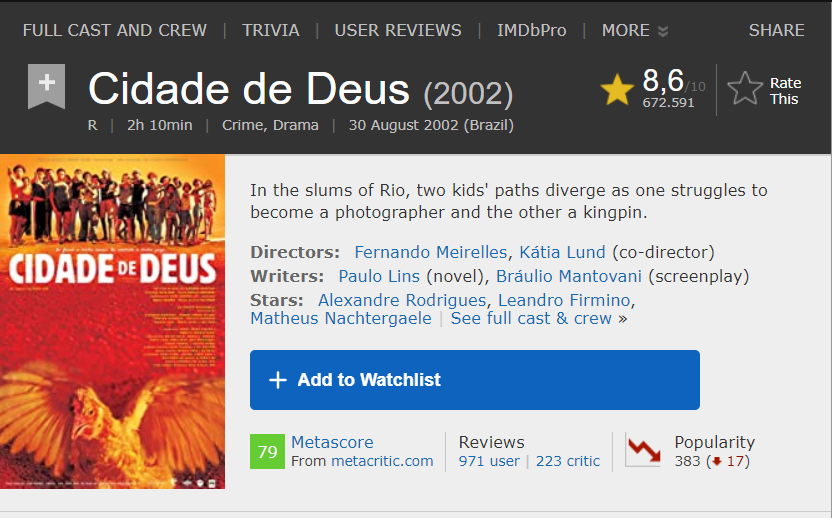 FULL CAST AND CREW | TRIVIA | USER REVIEWS | IMDbPro | MORE SHARE
+ Cidade de Deus (2002)
8,6/10
672.591
Rate
This
R | 2h 10min | Crime, Drama | 30 August 2002 (Brazil)
CIDADE DE DEUS
In the slums of Rio, two kids' paths diverge as one struggles to
become a photographer and the other a kingpin.
Directors: Fernando Meirelles, Kátia Lund (co-director)
Writers: Paulo Lins (novel), Bráulio Mantovani (screenplay)
Stars: Alexandre Rodrigues, Leandro Firmino,
Matheus Nachtergaele | See full cast & crew »
+ Add to Watchlist
79 Metascore
From metacritic.com
Reviews
971 user | 223 critic
Popularity
383 (17)